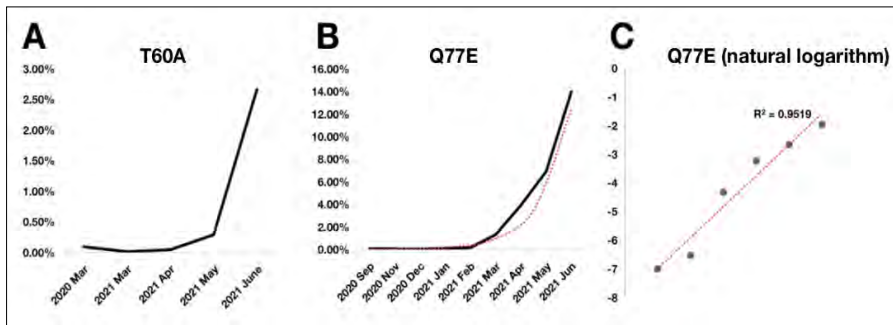 A
T60A
3.00%
2.50%
2.00%
1.50%
1.00%
0.50%
0.00%
2020 Mar
2021 Mar
2021 Apr
2021 May
2021 June
B
Q77E
16.00%
14.00%
12.00%
10.00%
8.00%
6.00%
4.00%
2.00%
0.00%
2020 Sep
2020 Nov
2020 Dec
2021 Jan
2021 Feb
2021 Mar
2021 Apr
2021 May
2021 Jun
C
Q77E (natural logarithm)
0
-1
-2
-3
-4
-5
-6
-7
-8
R² = 0.9519